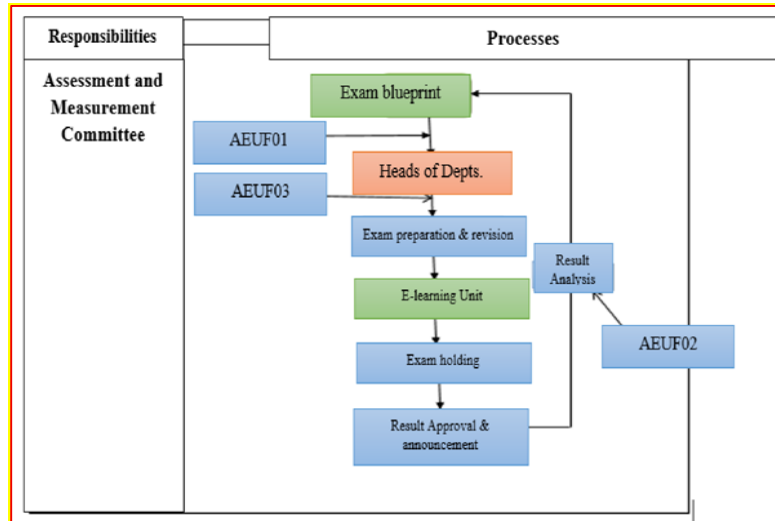 Responsibilities
Processes
Assessment and
Measurement
Committee
Exam blueprint
AEUF01
Heads of Depts.
AEUF03
Exam preparation & revision
Result
Analysis
E-learning Unit
AEUF02
Exam holding
Result Approval &
announcement